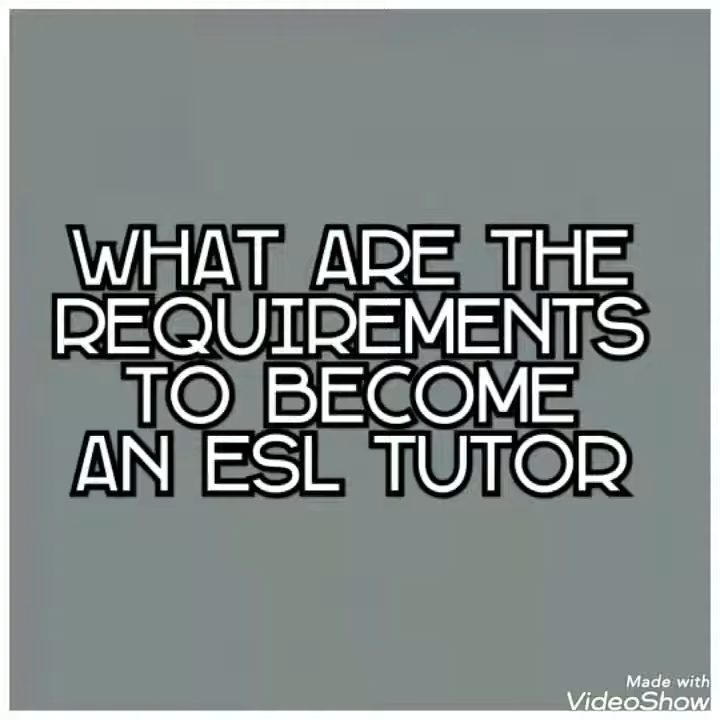 WHAT ARE THE
REQUIREMENTS
TO BECOME
AN ESL TUTOR
Made with
VideoShow